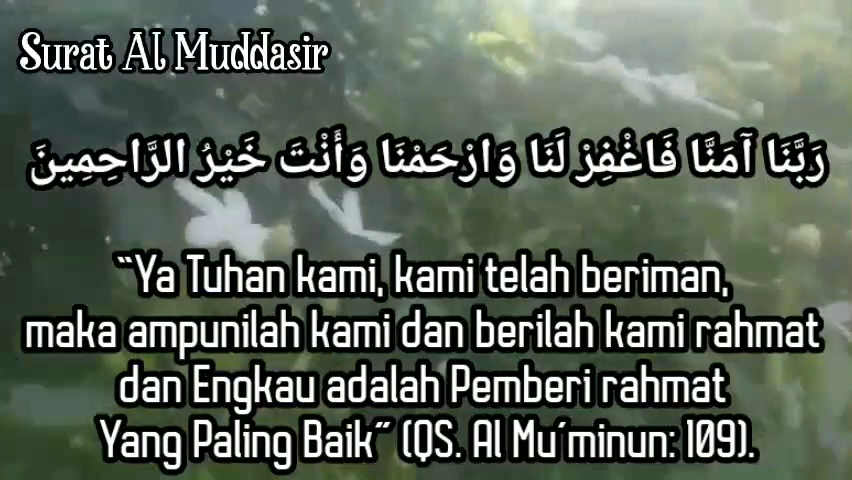 Surat Al Muddasir
رَبَّنَا آمَنَّا فَاغْفِرْ لَنَا وَارْحَمْنَا وَأَنْتَ خَيْرُ الرَّاحِمِينَ
“Ya Tuhan kami, kami telah beriman,
maka ampunilah kami dan berilah kami rahmat
dan Engkau adalah Pemberi rahmat
Yang Paling Baik” (QS. Al Mu´minun: 109).